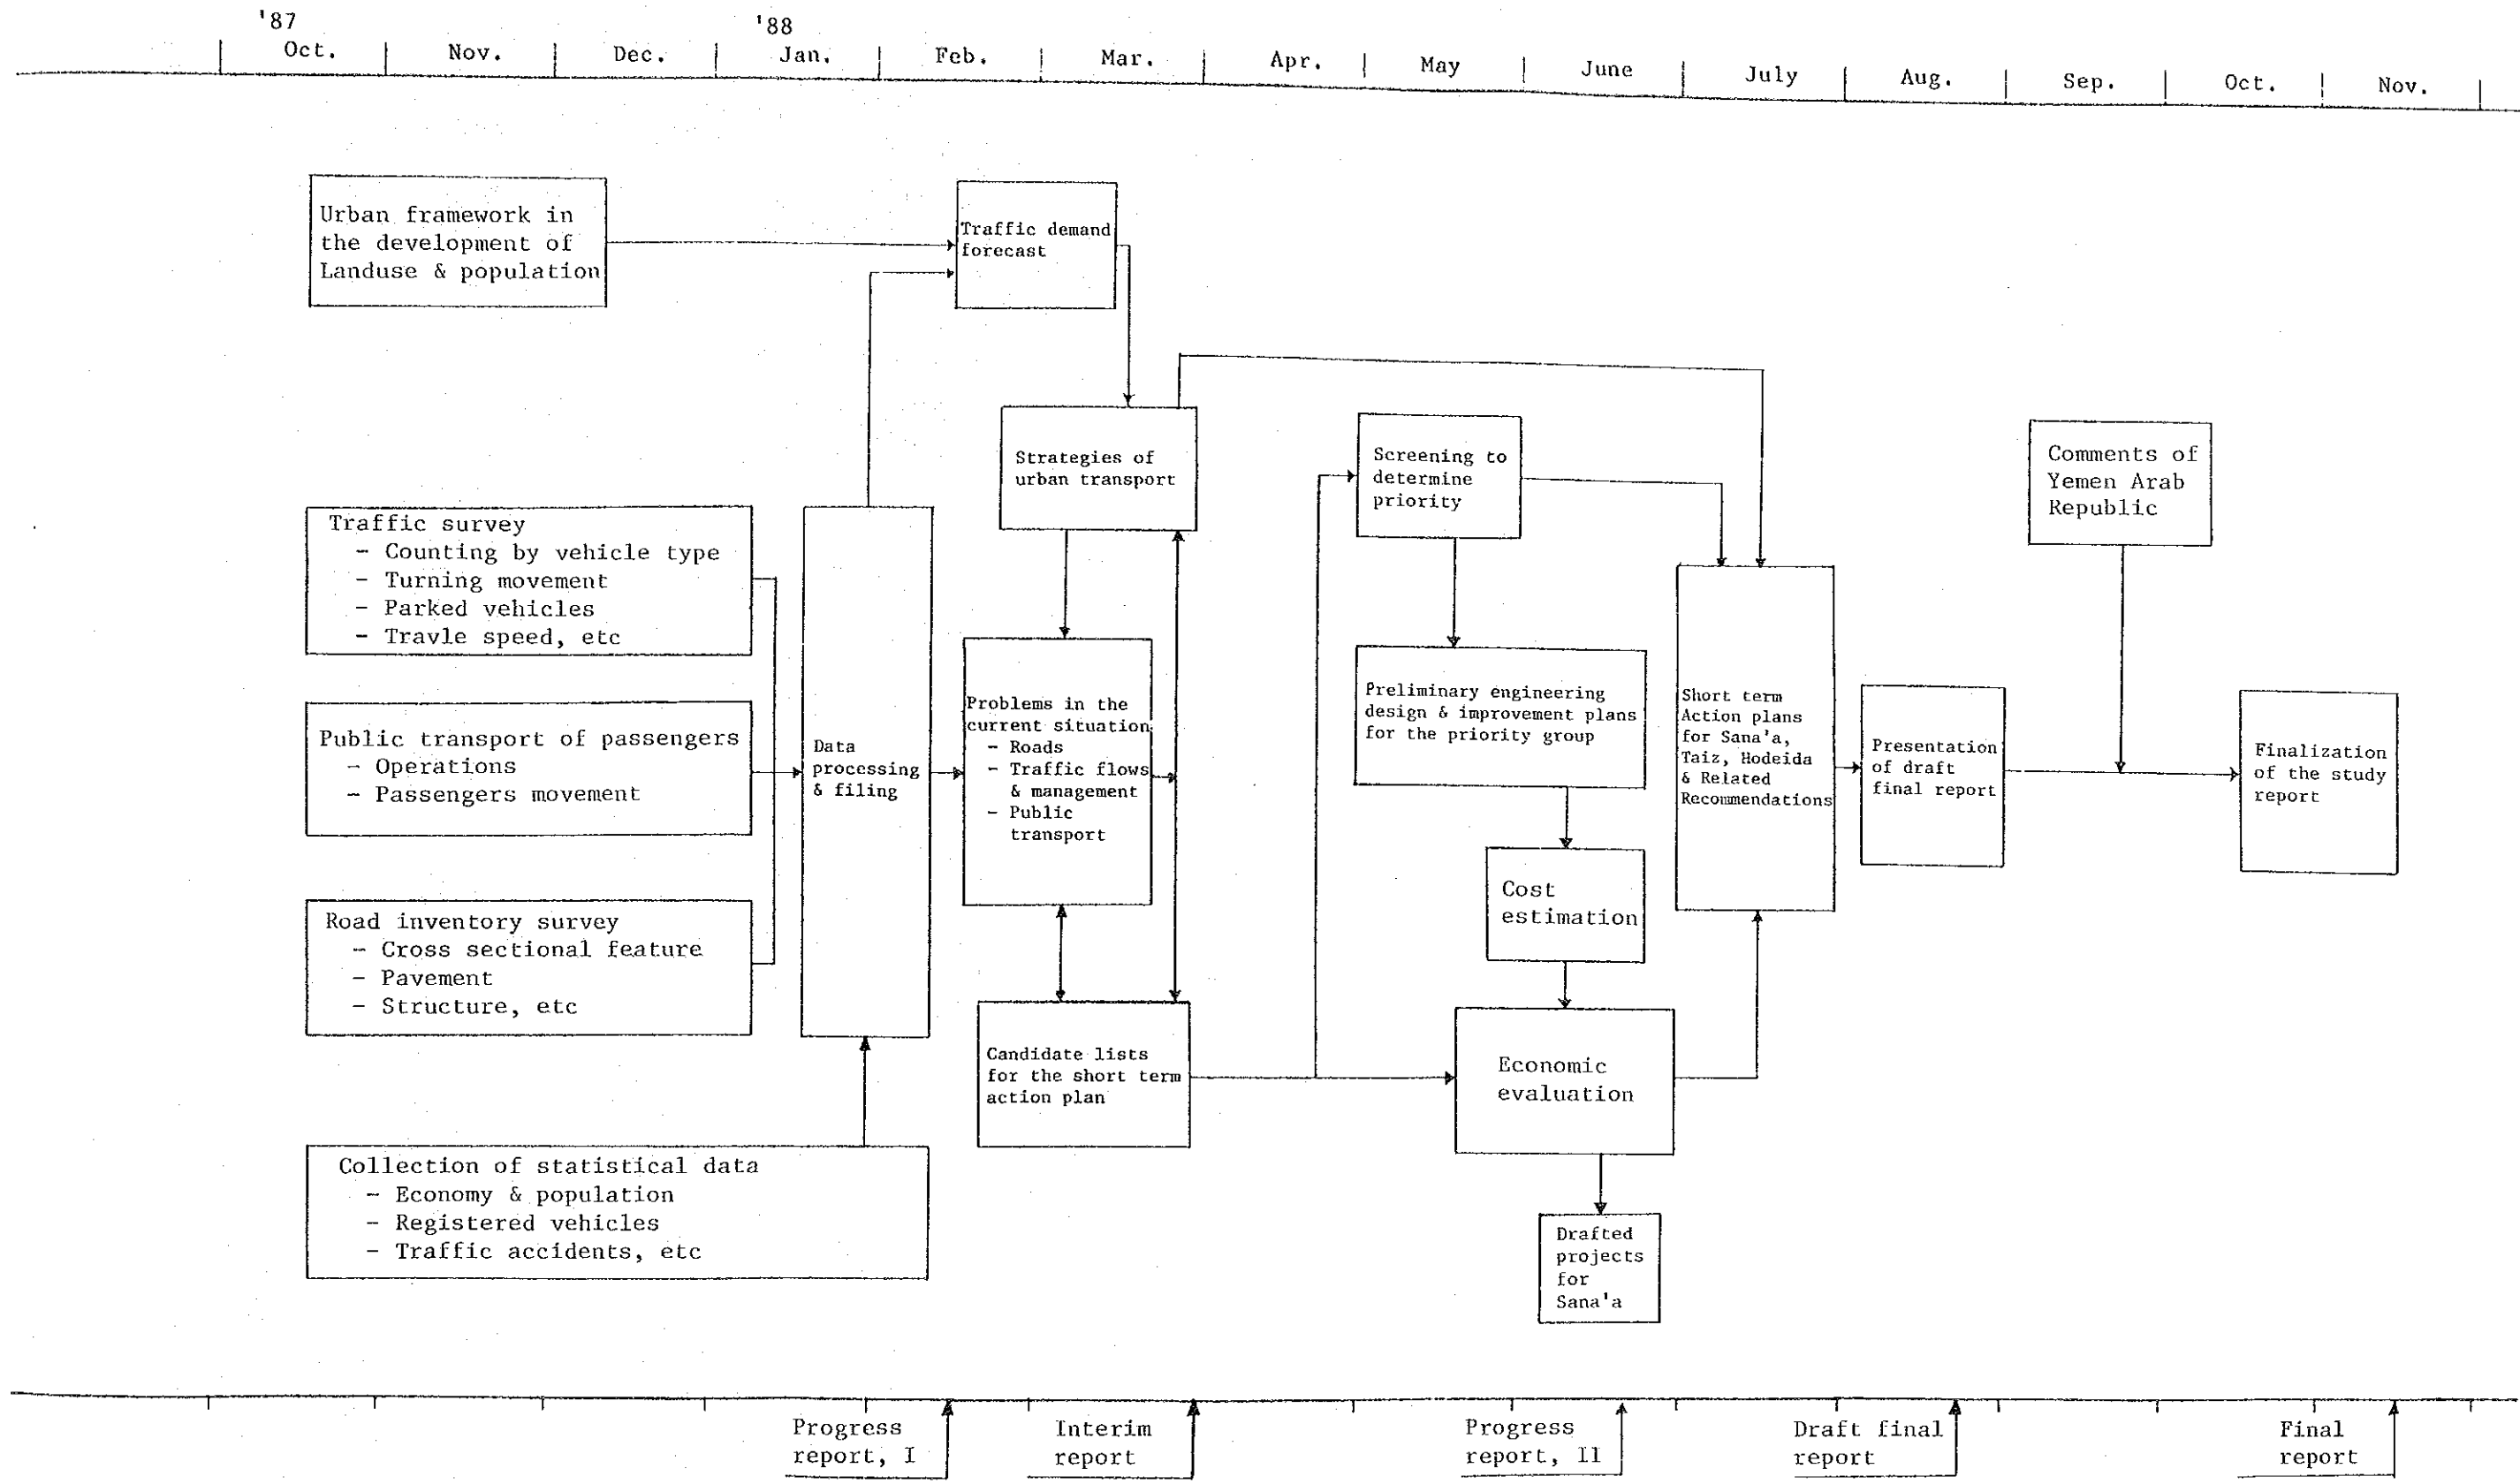 '87
'88
Oct.
Nov.
Dec.
Jan.
Feb.
Mar.
Apr.
May
June
July
Aug.
Sep.
Oct.
Nov.
Urban framework in
the development of
Landuse & population
Traffic demand
forecast
Strategies of
urban transport
Screening to
determine
priority
Comments of
Yemen Arab
Republic
Traffic survey
- Counting by vehicle type
- Turning movement
- Parked vehicles
- Travle speed, etc
Public transport of passengers
- Operations
- Passengers movement
Road inventory survey
- Cross sectional feature
- Pavement
- Structure, etc
Collection of statistical data
- Economy & population
- Registered vehicles
- Traffic accidents, etc
Data
processing
& filing
Problems in the
current situation
- Roads
- Traffic flows
& management
- Public
transport
Candidate lists
for the short term
action plan
Preliminary engineering
design & improvement plans
for the priority group
Cost
estimation
Economic
evaluation
Drafted
projects
for
Sana'a
Short term
Action plans
for Sana'a,
Taiz, Hodeida
& Related
Recommendations
Presentation
of draft
final report
Finalization
of the study
report
Progress
report, I
Interim
report
Progress
report, II
Draft final
report
Final
report